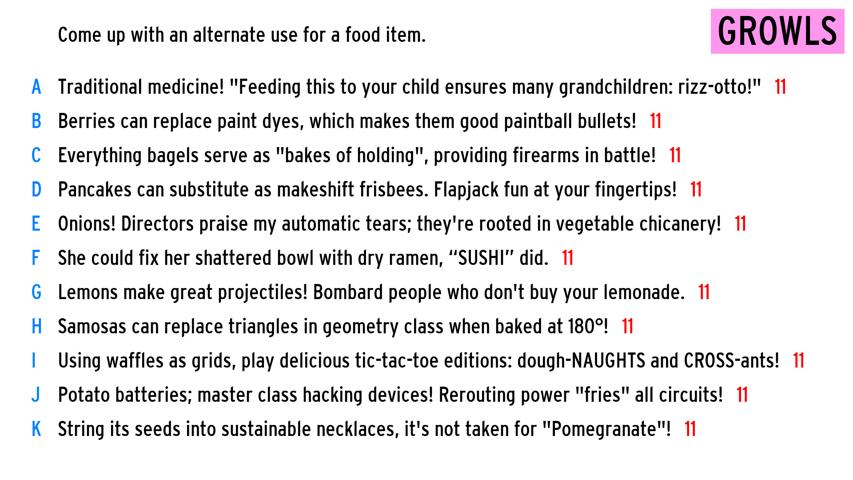 Come up with an alternate use for a food item.
GROWLS
A Traditional medicine! "Feeding this to your child ensures many grandchildren: rizz-otto!" 11
B Berries can replace paint dyes, which makes them good paintball bullets! 11
C Everything bagels serve as "bakes of holding", providing firearms in battle! 11
D Pancakes can substitute as makeshift frisbees. Flapjack fun at your fingertips! 11
E Onions! Directors praise my automatic tears; they're rooted in vegetable chicanery! 11
F She could fix her shattered bowl with dry ramen, “SUSHI” did. 11
G Lemons make great projectiles! Bombard people who don't buy your lemonade. 11
H Samosas can replace triangles in geometry class when baked at 180°! 11
I Using waffles as grids, play delicious tic-tac-toe editions: dough-NAUGHTS and CROSS-ants! 11
J Potato batteries; master class hacking devices! Rerouting power "fries" all circuits! 11
K String its seeds into sustainable necklaces, it's not taken for "Pomegranate"! 11